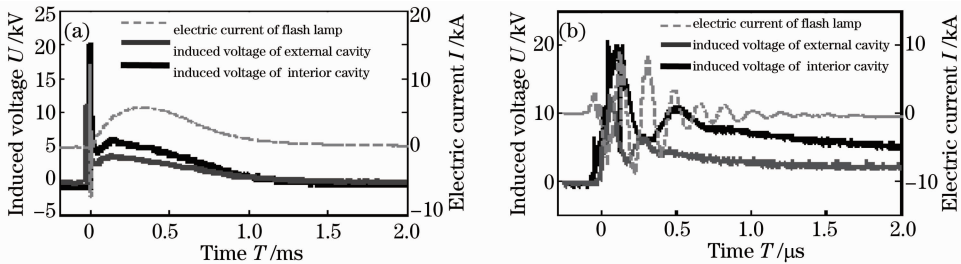 (a)
electric current of flash lamp
induced voltage of external cavity
induced voltage of interior cavity
Induced voltage U/kV
25
20
15
10
5
0
−5
Electric current I/kA
20
10
0
−10
0 0.5 1.0 1.5 2.0
Time T/ms
(b)
electric current of flash lamp
induced voltage of external cavity
induced voltage of interior cavity
Induced voltage U/kV
20
10
0
Electric current I/kA
10
0
−10
0 0.5 1.0 1.5 2.0
Time T/μs